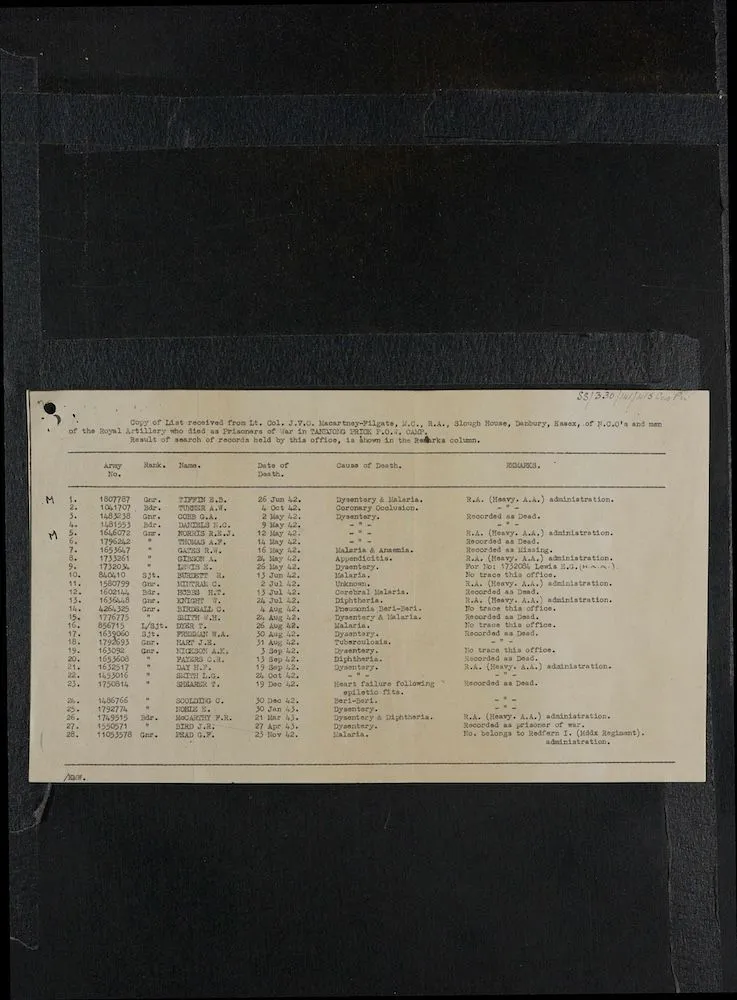 SS/330/
Copy of List received from Lt. Col. J.V.O. Macartney-Filgate, M.C., R.A., Slough House, Danbury, Essex, of N.C.O's and men
of the Royal Artillery who died as Prisoners of War in TANDJONG PRIOK P.O.W. CAMP.
Result of search of records held by this office, is shown in the Remarks column.
Army No. Rank. Name. Date of Death. Cause of Death. REMARKS.
M 1. 1807787 Gnr. TIFFIN E.B. 26 Jun 42. Dysentery & Malaria. R.A. (Heavy. A.A.) administration.
2. 1041707 Bdr. TURNER A.W. 4 Oct 42. Coronary Occlusion. - " -
3. 1483238 Gnr. COBB G.A. 2 May 42. Dysentery. Recorded as Dead.
4. 1481553 Bdr. DANIELS E.C. 9 May 42. - " - - " -
M 5. 1646072 Gnr. NORRIS R.E.J. 12 May 42. - " - R.A. (Heavy. A.A.) administration.
6. 1796242 " THOMAS A.F. 14 May 42. - " - Recorded as Dead.
7. 1653647 " GATES R.W. 16 May 42. Malaria & Anaemia. Recorded as Missing.
8. 1733261 " GIBSON A. 24 May 42. Appendicitis. R.A. (Heavy. A.A.) administration.
9. 1732034 " LEWIS E. 26 May 42. Dysentery. For No: 1732084 Lewis E.G. (H.A.A.).
10. 840410 Sjt. BURDETT H. 13 Jun 42. Malaria. No trace this office.
11. 1580799 Gnr. MITTRAM C. 2 Jul 42. Unknown. R.A. (Heavy. A.A.) administration.
12. 1602144 Bdr. HOBBS H.T. 13 Jul 42. Cerebral Malaria. Recorded as Dead.
13. 1636448 Gnr. KNIGHT W. 24 Jul 42. Diphtheria. R.A. (Heavy. A.A.) administration.
14. 4264325 Gnr. BIRDSALL C. 4 Aug 42. Pneumonia Beri-Beri. No trace this office.
15. 1776775 " SMITH W.H. 24 Aug 42. Dysentery & Malaria. Recorded as Dead.
16. 856715 L/Sjt. DYER T. 26 Aug 42. Malaria. No trace this office.
17. 1639060 Sjt. FREEMAN W.A. 30 Aug 42. Dysentery. Recorded as Dead.
18. 1792693 Gnr. HART J.E. 31 Aug 42. Tuberculosis. - " -
19. 163092 Gnr. NICKSON A.K. 3 Sep 42. Dysentery. No trace this office.
20. 1653608 " PAYERS C.H. 13 Sep 42. Diphtheria. Recorded as Dead.
21. 1632517 " DAY H.F. 19 Sep 42. Dysentery. R.A. (Heavy. A.A.) administration.
22. 1493016 " SMITH L.G. 24 Oct 42. - " - - " -
23. 1750814 " SHEARER T. 19 Dec 42. Heart failure following Recorded as Dead.
epiletic fits.
24. 1486766 " SCOULDING C. 30 Dec 42. Beri-Beri. - " -
25. 1792774 " NOBLE E. 30 Jan 43. Dysentery. - " -
26. 1749515 Bdr. McCARTHY F.R. 21 Mar 43. Dysentery & Diphtheria. R.A. (Heavy. A.A.) administration.
27. 1550571 " BIRD J.R. 27 Apr 43. Dysentery. Recorded as prisoner of war.
28. 11053578 Gnr. PEAD G.F. 23 Nov 42. Malaria. No. belongs to Redfern I. (Mddx Regiment).
administration.